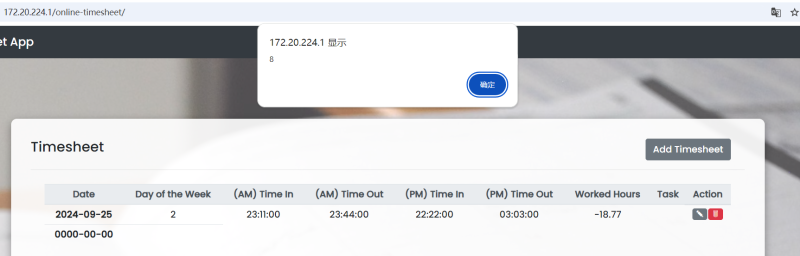 172.20.224.1/online-timesheet/
et App
172.20.224.1 显示
8
确定
Timesheet
Add Timesheet
Date Day of the Week (AM) Time In (AM) Time Out (PM) Time In (PM) Time Out Worked Hours Task Action
2024-09-25 2 23:11:00 23:44:00 22:22:00 03:03:00 -18.77
0000-00-00